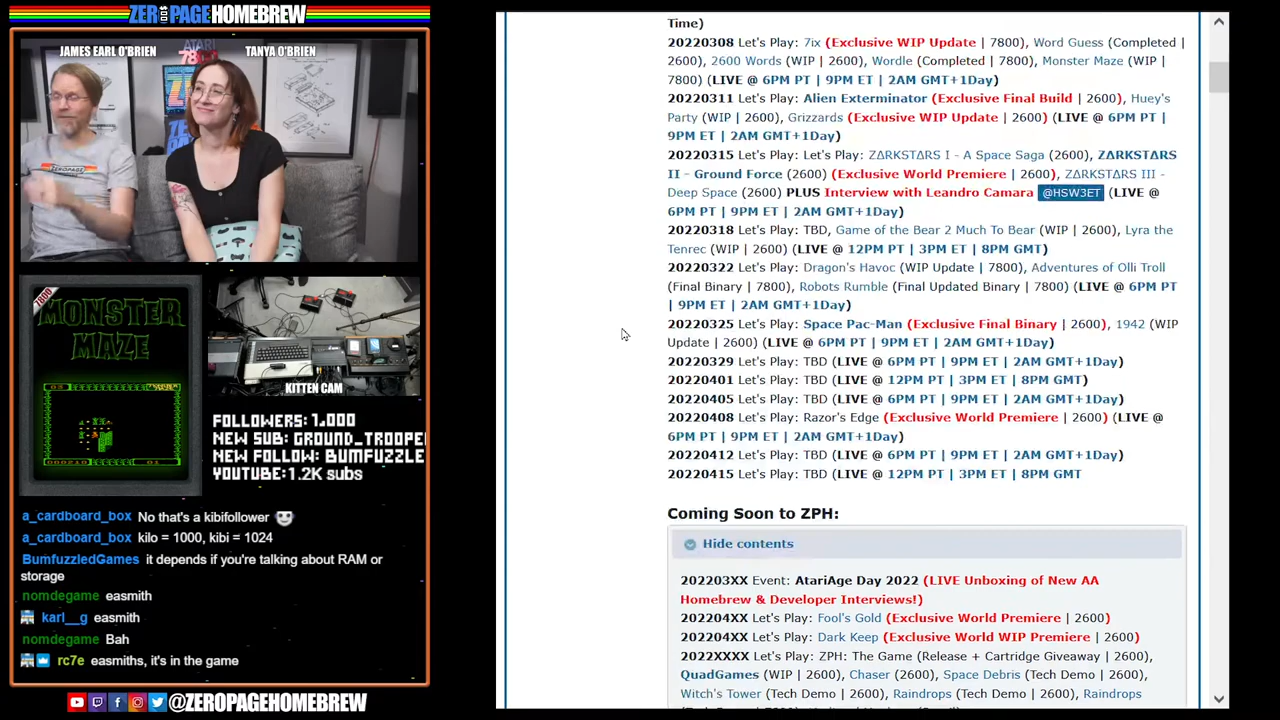 ZERO PAGE HOMEBREW
JAMES EARL O'BRIEN
TANYA O'BRIEN
7800
MONSTER
MAZE
KITTEN CAM
FOLLOWERS: 1,000
NEW SUB: GROUND_TROOPER
NEW FOLLOW: BUMFUZZLE
YOUTUBE: 1.2K subs
a_cardboard_box No that's a kibifollower
a_cardboard_box kilo = 1000, kibi = 1024
BumfuzzledGames it depends if you're talking about RAM or
storage
nomdegame easmith
karl__g easmith
nomdegame Bah
rc7e easmiths, it's in the game
@ZEROPAGEHOMEBREW
Time)
20220308 Let's Play: 7ix (Exclusive WIP Update | 7800), Word Guess (Completed |
2600), 2600 Words (WIP | 2600), Wordle (Completed | 7800), Monster Maze (WIP |
7800) (LIVE @ 6PM PT | 9PM ET | 2AM GMT+1Day)
20220311 Let's Play: Alien Exterminator (Exclusive Final Build | 2600), Huey's
Party (WIP | 2600), Grizzards (Exclusive WIP Update | 2600) (LIVE @ 6PM PT |
9PM ET | 2AM GMT+1Day)
20220315 Let's Play: Let's Play: ZΔRKSTΔRS I - A Space Saga (2600), ZΔRKSTΔRS
II - Ground Force (2600) (Exclusive World Premiere | 2600), ZΔRKSTΔRS III -
Deep Space (2600) PLUS Interview with Leandro Camara @HSW3ET (LIVE @
6PM PT | 9PM ET | 2AM GMT+1Day)
20220318 Let's Play: TBD, Game of the Bear 2 Much To Bear (WIP | 2600), Lyra the
Tenrec (WIP | 2600) (LIVE @ 12PM PT | 3PM ET | 8PM GMT)
20220322 Let's Play: Dragon's Havoc (WIP Update | 7800), Adventures of Olli Troll
(Final Binary | 7800), Robots Rumble (Final Updated Binary | 7800) (LIVE @ 6PM PT
| 9PM ET | 2AM GMT+1Day)
20220325 Let's Play: Space Pac-Man (Exclusive Final Binary | 2600), 1942 (WIP
Update | 2600) (LIVE @ 6PM PT | 9PM ET | 2AM GMT+1Day)
20220329 Let's Play: TBD (LIVE @ 6PM PT | 9PM ET | 2AM GMT+1Day)
20220401 Let's Play: TBD (LIVE @ 12PM PT | 3PM ET | 8PM GMT)
20220405 Let's Play: TBD (LIVE @ 6PM PT | 9PM ET | 2AM GMT+1Day)
20220408 Let's Play: Razor's Edge (Exclusive World Premiere | 2600) (LIVE @
6PM PT | 9PM ET | 2AM GMT+1Day)
20220412 Let's Play: TBD (LIVE @ 6PM PT | 9PM ET | 2AM GMT+1Day)
20220415 Let's Play: TBD (LIVE @ 12PM PT | 3PM ET | 8PM GMT
Coming Soon to ZPH:
Hide contents
202203XX Event: AtariAge Day 2022 (LIVE Unboxing of New AA
Homebrew & Developer Interviews!)
202204XX Let's Play: Fool's Gold (Exclusive World Premiere | 2600)
202204XX Let's Play: Dark Keep (Exclusive World WIP Premiere | 2600)
2022XXXX Let's Play: ZPH: The Game (Release + Cartridge Giveaway | 2600),
QuadGames (WIP | 2600), Chaser (2600), Space Debris (Tech Demo | 2600),
Witch's Tower (Tech Demo | 2600), Raindrops (Tech Demo | 2600), Raindrops